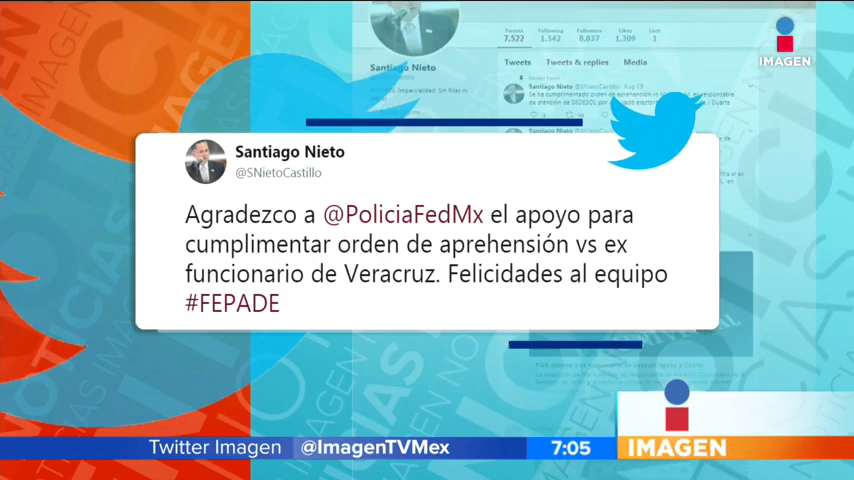 Tweets Following Followers Likes Lists
7.522 1.342 8.837 1,309 1
IMAGEN
Santiago Nieto
Tweets Tweets & replies Media
Santiago Nieto
@SNietoCastillo
Agradezco a @PoliciaFedMx el apoyo para
cumplimentar orden de aprehensión vs ex
funcionario de Veracruz. Felicidades al equipo
#FEPADE
Twitter Imagen @ImagenTVMex 7:05 IMAGEN